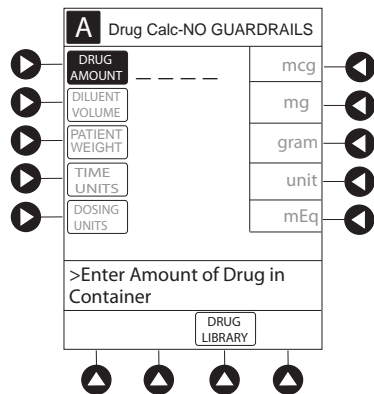 A Drug Calc-NO GUARDRAILS
DRUG
AMOUNT
_ _ _ _
mcg
DILUENT
VOLUME
mg
PATIENT
WEIGHT
gram
TIME
UNITS
unit
DOSING
UNITS
mEq
>Enter Amount of Drug in
Container
DRUG
LIBRARY